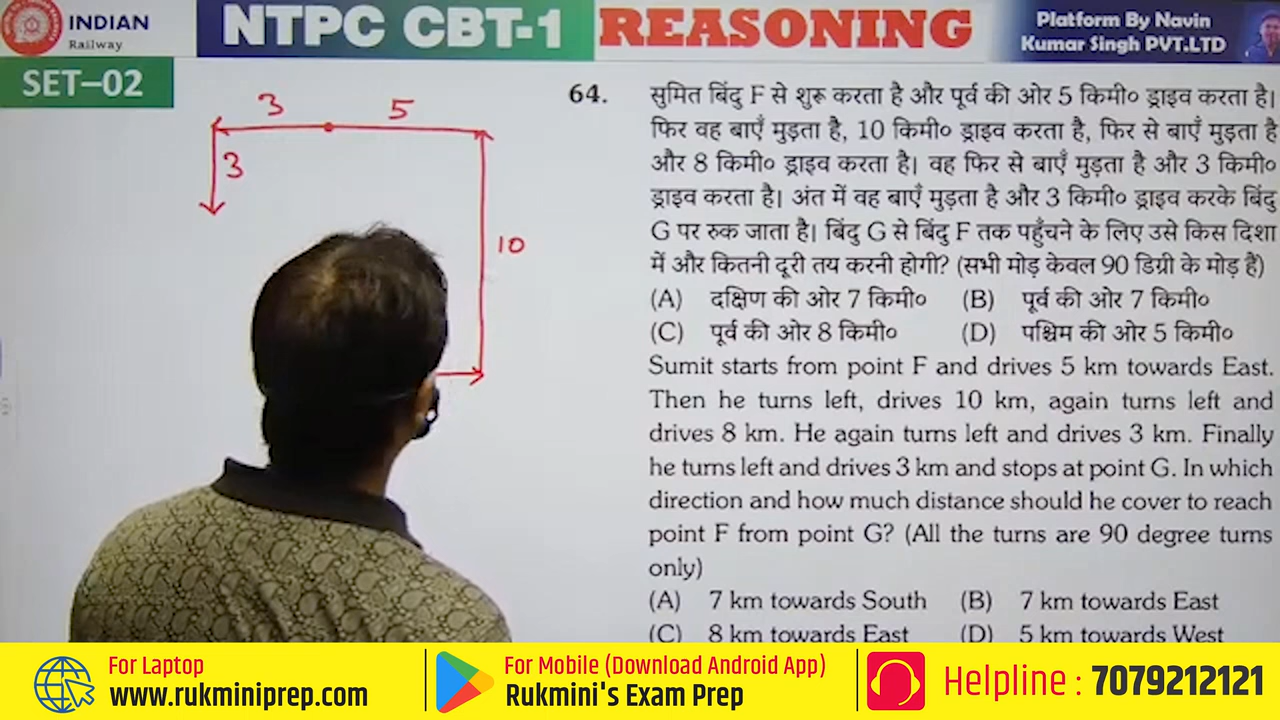 INDIAN
Railway
NTPC CBT-1
REASONING
Platform By Navin
Kumar Singh PVT.LTD
SET–02
3
5
3
10
64.
सुमित बिंदु F से शुरू करता है और पूर्व की ओर 5 किमी० ड्राइव करता है।
फिर वह बाएँ मुड़ता है, 10 किमी० ड्राइव करता है, फिर से बाएँ मुड़ता है
और 8 किमी० ड्राइव करता है। वह फिर से बाएँ मुड़ता है और 3 किमी०
ड्राइव करता है। अंत में वह बाएँ मुड़ता है और 3 किमी० ड्राइव करके बिंदु
G पर रुक जाता है। बिंदु G से बिंदु F तक पहुँचने के लिए उसे किस दिशा
में और कितनी दूरी तय करनी होगी? (सभी मोड़ केवल 90 डिग्री के मोड़ हैं)
(A) दक्षिण की ओर 7 किमी० (B) पूर्व की ओर 7 किमी०
(C) पूर्व की ओर 8 किमी० (D) पश्चिम की ओर 5 किमी०
Sumit starts from point F and drives 5 km towards East.
Then he turns left, drives 10 km, again turns left and
drives 8 km. He again turns left and drives 3 km. Finally
he turns left and drives 3 km and stops at point G. In which
direction and how much distance should he cover to reach
point F from point G? (All the turns are 90 degree turns
only)
(A) 7 km towards South (B) 7 km towards East
(C) 8 km towards East (D) 5 km towards West
For Laptop
www.rukminiprep.com
For Mobile (Download Android App)
Rukmini's Exam Prep
Helpline : 7079212121